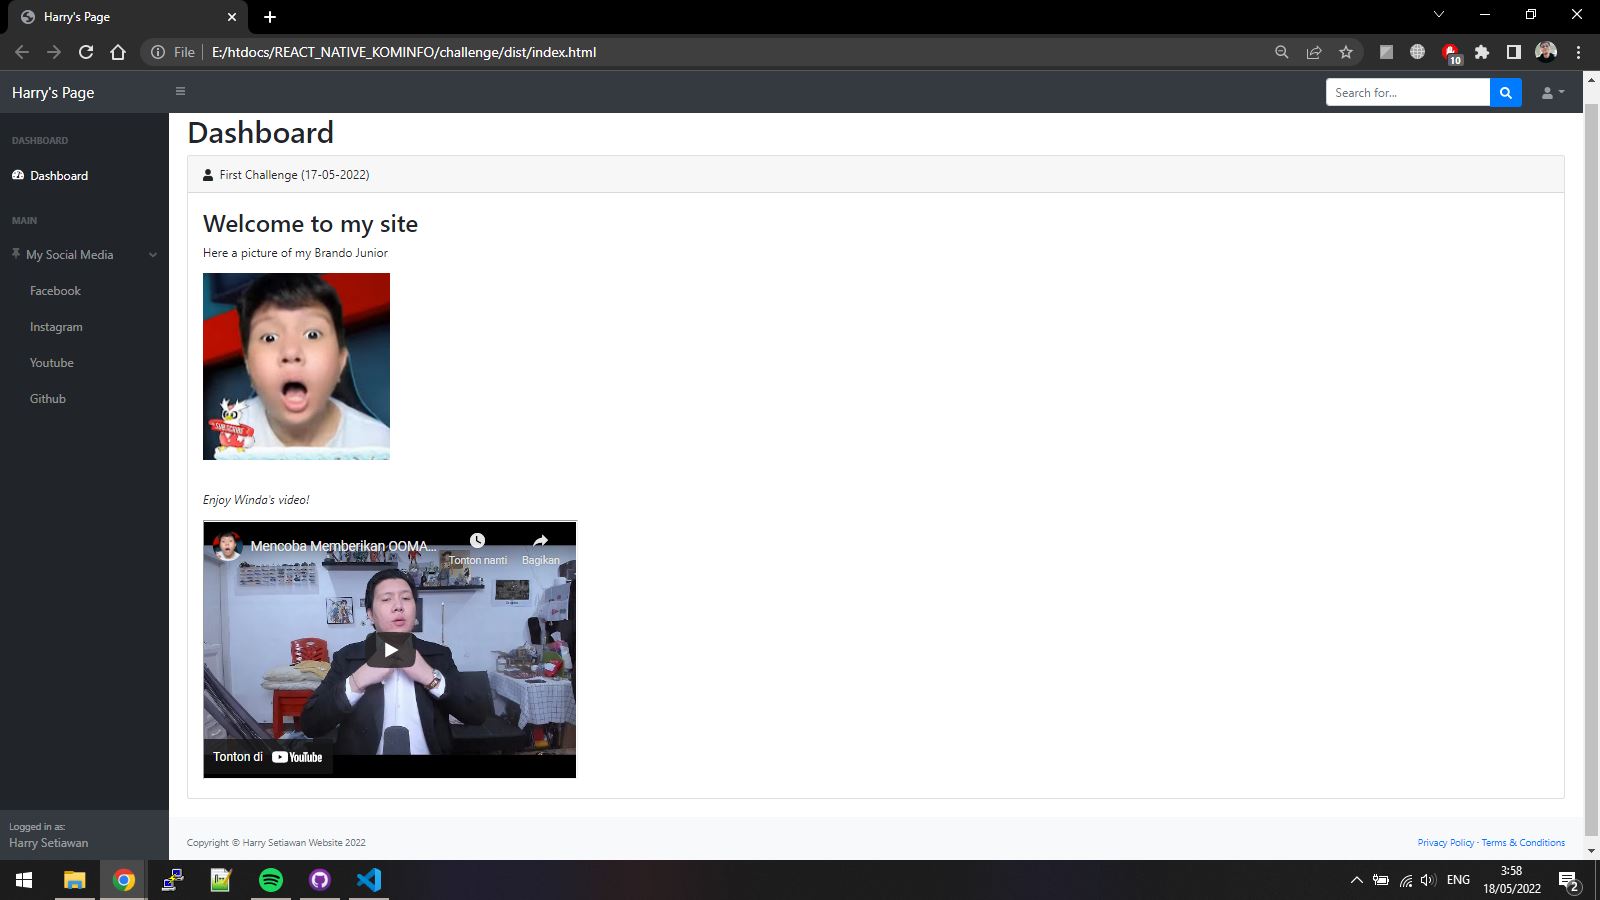 Harry's Page
File
E:/htdocs/REACT_NATIVE_KOMINFO/challenge/dist/index.html
10
Harry's Page
Search for...
DASHBOARD
Dashboard
MAIN
My Social Media
Facebook
Instagram
Youtube
Github
Logged in as:
Harry Setiawan
Dashboard
First Challenge (17-05-2022)
Welcome to my site
Here a picture of my Brando Junior
SUBSCRIBE
Enjoy Winda's video!
Mencoba Memberikan OOMA...
Tonton nanti
Bagikan
Tonton di YouTube
Copyright © Harry Setiawan Website 2022
Privacy Policy · Terms & Conditions
ENG
3:58
18/05/2022
2